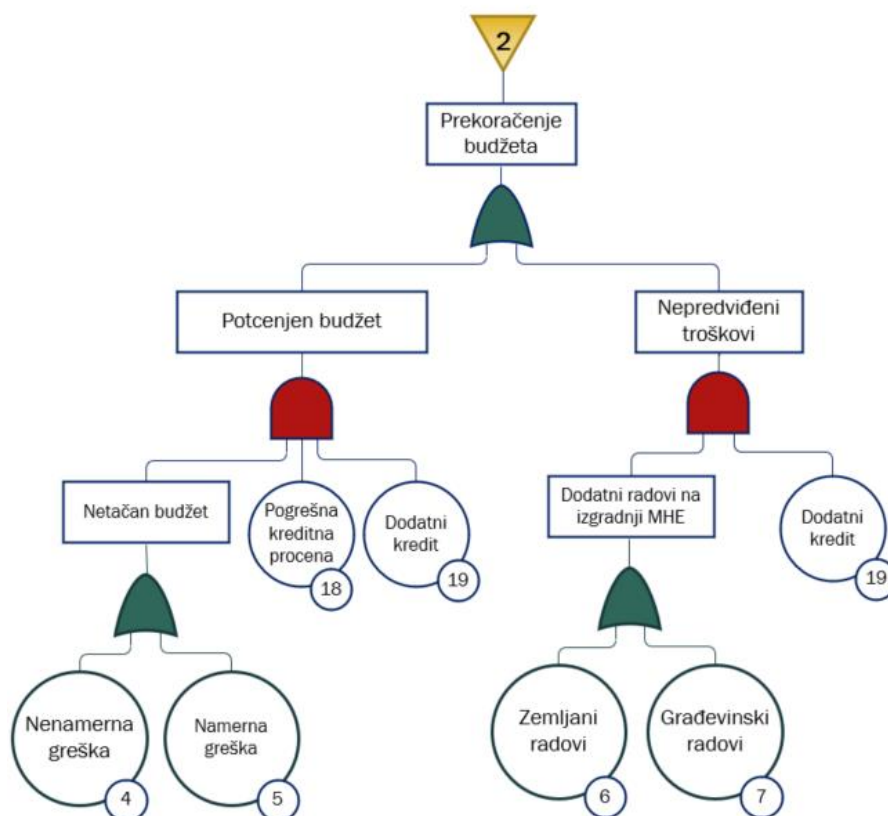 2
Prekoračenje
budžeta
Potcenjen budžet
Nepredviđeni
troškovi
Netačan budžet
Pogrešna
kreditna
procena
18
Dodatni
kredit
19
Dodatni radovi na
izgradnji MHE
Dodatni
kredit
19
Nenamerna
greška
4
Namerna
greška
5
Zemljani
radovi
6
Građevinski
radovi
7